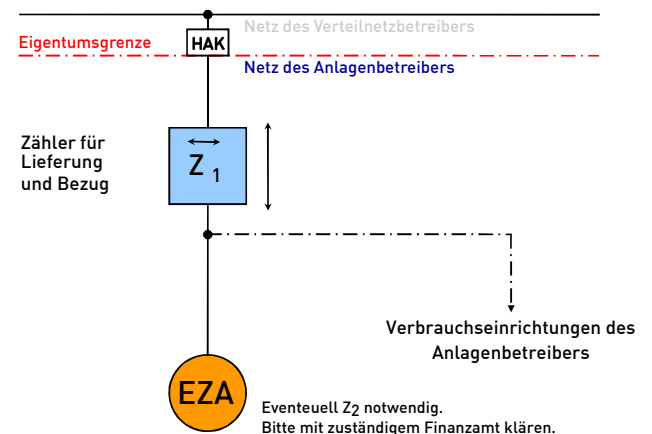 Netz des Verteilnetzbetreibers
Eigentumsgrenze
HAK
Netz des Anlagenbetreibers
Zähler für
Lieferung
und Bezug
Z 1
Verbrauchseinrichtungen des
Anlagenbetreibers
EZA
Eventeuell Z2 notwendig.
Bitte mit zuständigem Finanzamt klären.